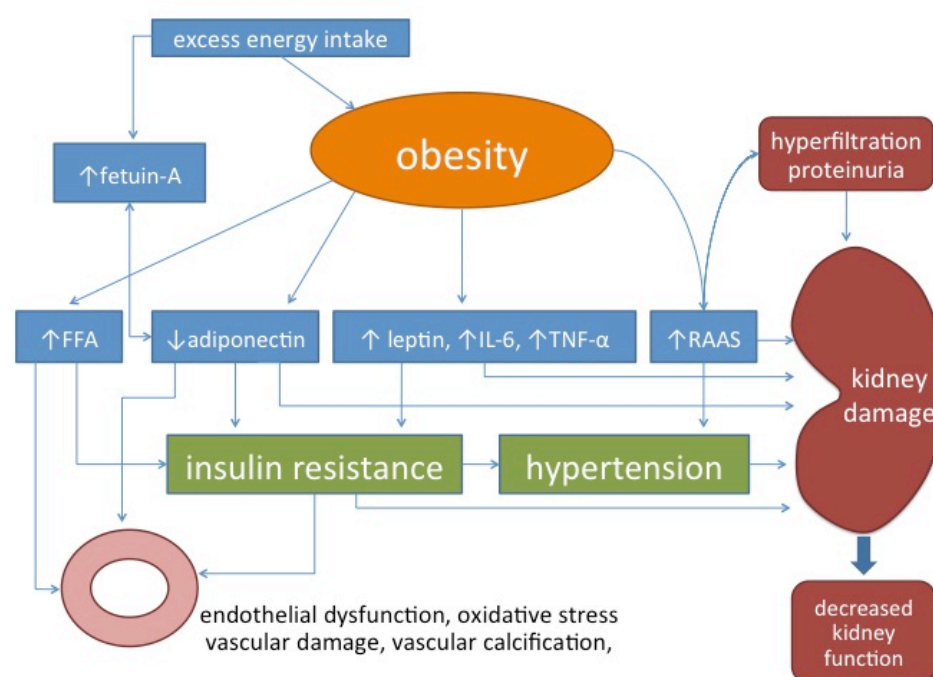 excess energy intake
obesity
hyperfiltration
proteinuria
↑fetuin-A
↑FFA
↓adiponectin
↑ leptin, ↑IL-6, ↑TNF-α
↑RAAS
kidney
damage
insulin resistance
hypertension
endothelial dysfunction, oxidative stress
vascular damage, vascular calcification,
decreased
kidney
function